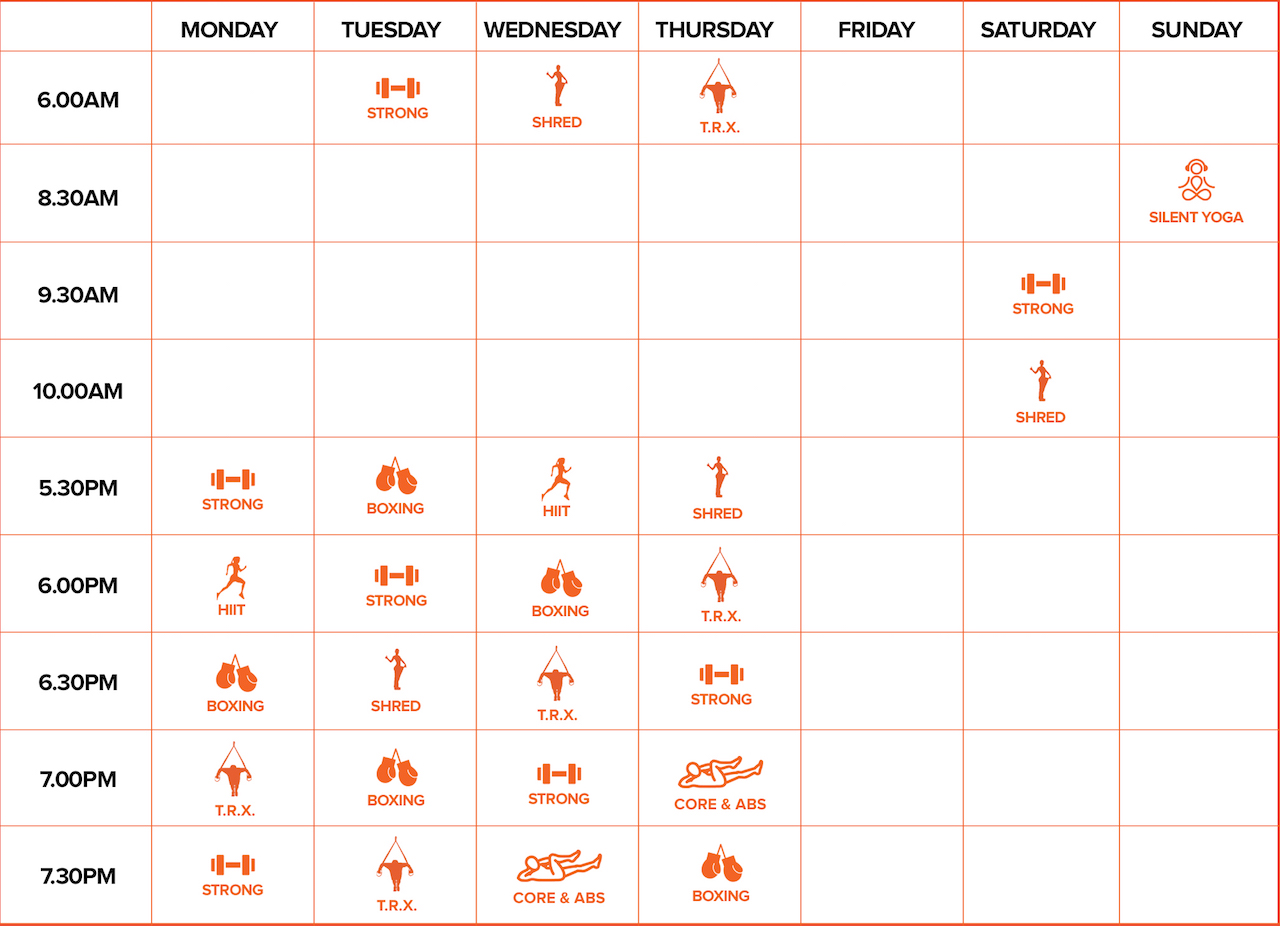 MONDAY TUESDAY WEDNESDAY THURSDAY FRIDAY SATURDAY SUNDAY
6.00AM STRONG SHRED T.R.X.
8.30AM SILENT YOGA
9.30AM STRONG
10.00AM SHRED
5.30PM STRONG BOXING HIIT SHRED
6.00PM HIIT STRONG BOXING T.R.X.
6.30PM BOXING SHRED T.R.X. STRONG
7.00PM T.R.X. BOXING STRONG CORE & ABS
7.30PM STRONG T.R.X. CORE & ABS BOXING